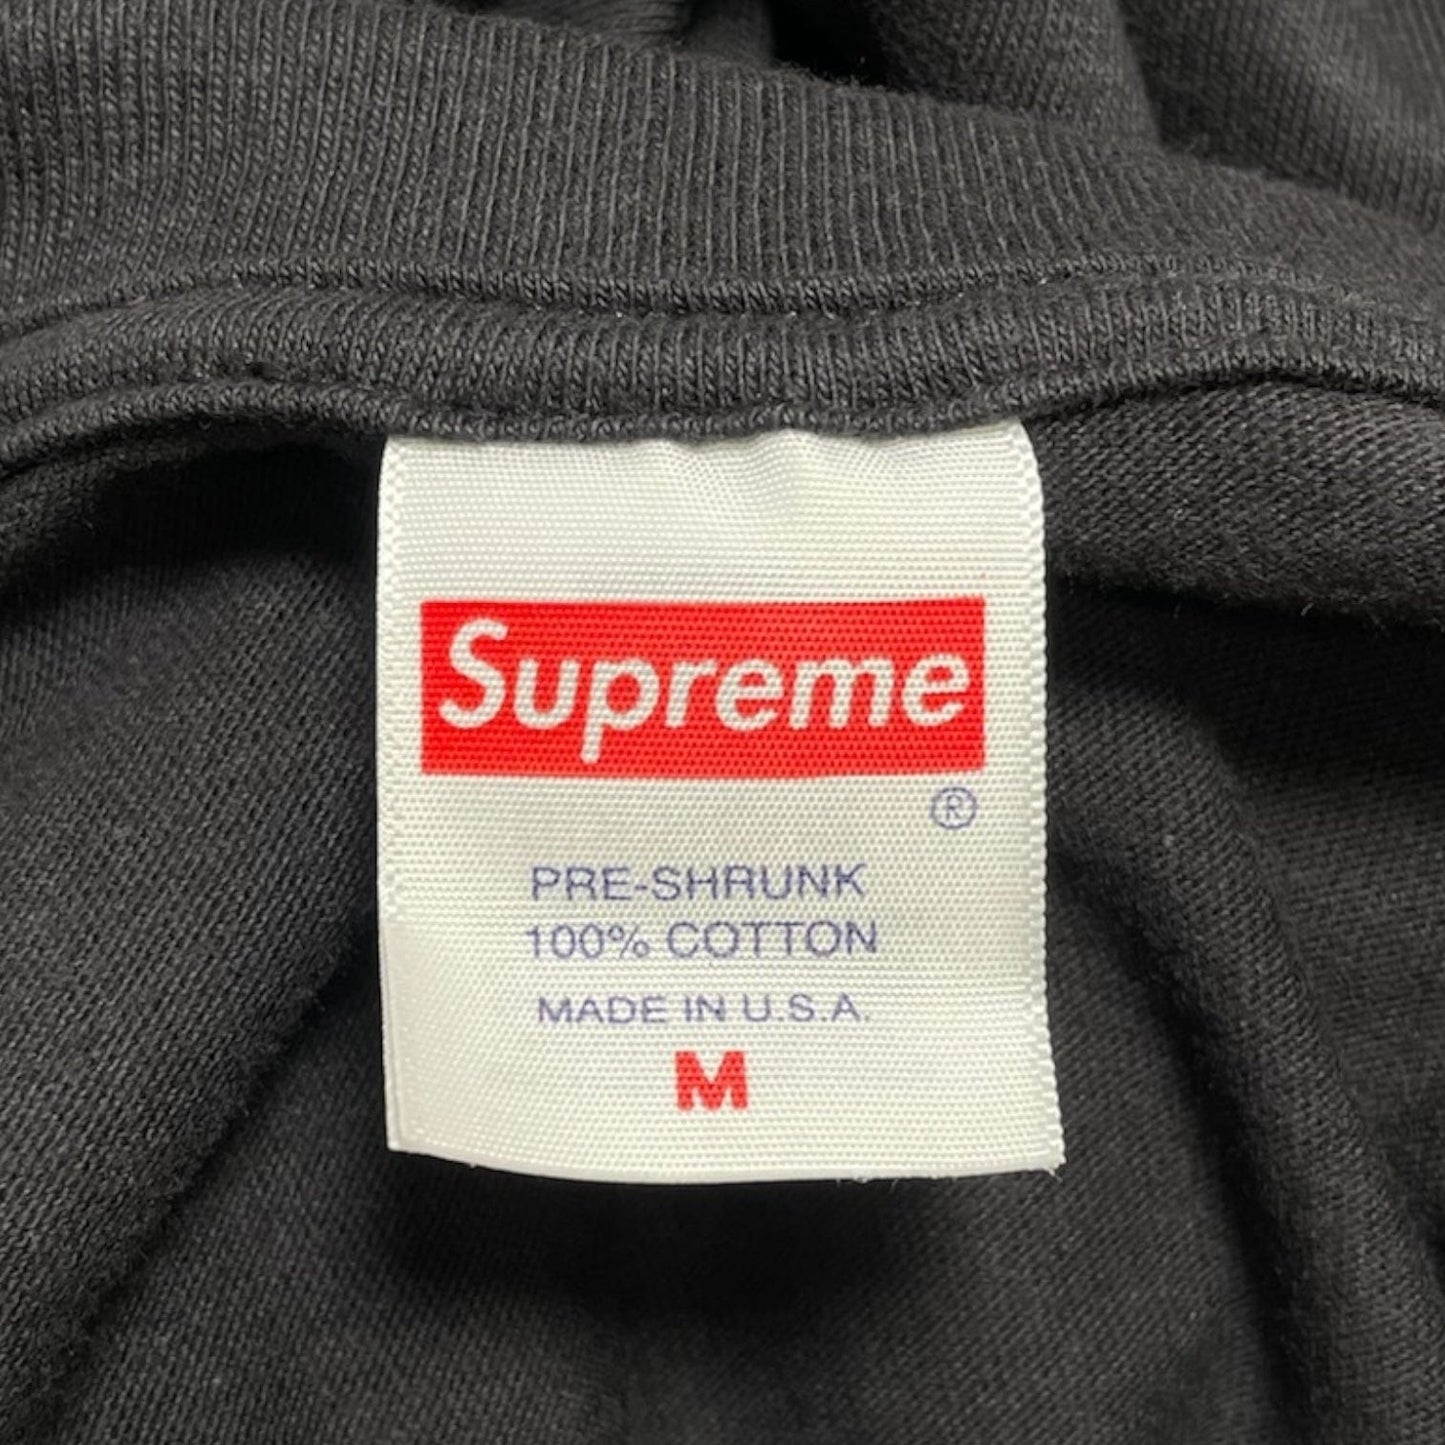 Supreme
®
PRE-SHRUNK
100% COTTON
MADE IN U.S.A.
M